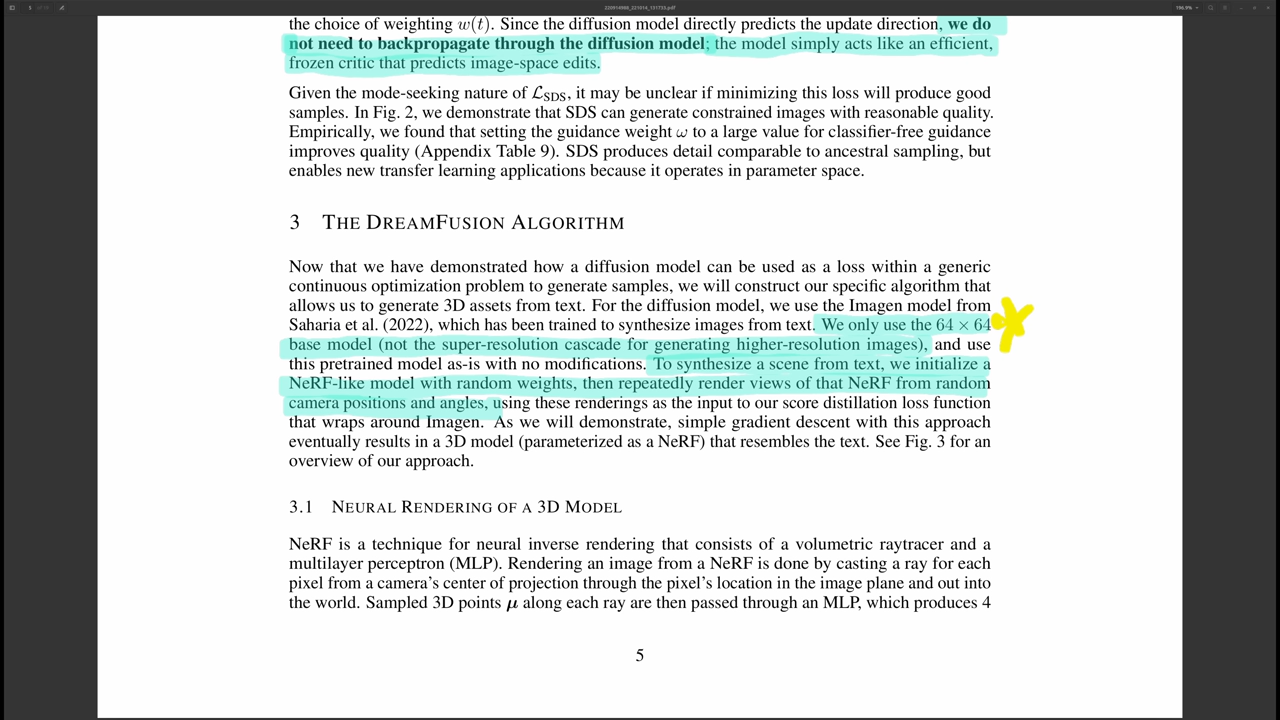 220914988_221014_151755.pdf
5
196.9%
the choice of weighting w(t). Since the diffusion model directly predicts the update direction, we do
not need to backpropagate through the diffusion model; the model simply acts like an efficient,
frozen critic that predicts image-space edits.
Given the mode-seeking nature of ℒSDS, it may be unclear if minimizing this loss will produce good
samples. In Fig. 2, we demonstrate that SDS can generate constrained images with reasonable quality.
Empirically, we found that setting the guidance weight ω to a large value for classifier-free guidance
improves quality (Appendix Table 9). SDS produces detail comparable to ancestral sampling, but
enables new transfer learning applications because it operates in parameter space.
3 THE DREAMFUSION ALGORITHM
Now that we have demonstrated how a diffusion model can be used as a loss within a generic
continuous optimization problem to generate samples, we will construct our specific algorithm that
allows us to generate 3D assets from text. For the diffusion model, we use the Imagen model from
Saharia et al. (2022), which has been trained to synthesize images from text. We only use the 64 × 64
base model (not the super-resolution cascade for generating higher-resolution images), and use
this pretrained model as-is with no modifications. To synthesize a scene from text, we initialize a
NeRF-like model with random weights, then repeatedly render views of that NeRF from random
camera positions and angles, using these renderings as the input to our score distillation loss function
that wraps around Imagen. As we will demonstrate, simple gradient descent with this approach
eventually results in a 3D model (parameterized as a NeRF) that resembles the text. See Fig. 3 for an
overview of our approach.
3.1 NEURAL RENDERING OF A 3D MODEL
NeRF is a technique for neural inverse rendering that consists of a volumetric raytracer and a
multilayer perceptron (MLP). Rendering an image from a NeRF is done by casting a ray for each
pixel from a camera's center of projection through the pixel's location in the image plane and out into
the world. Sampled 3D points μ along each ray are then passed through an MLP, which produces 4
5